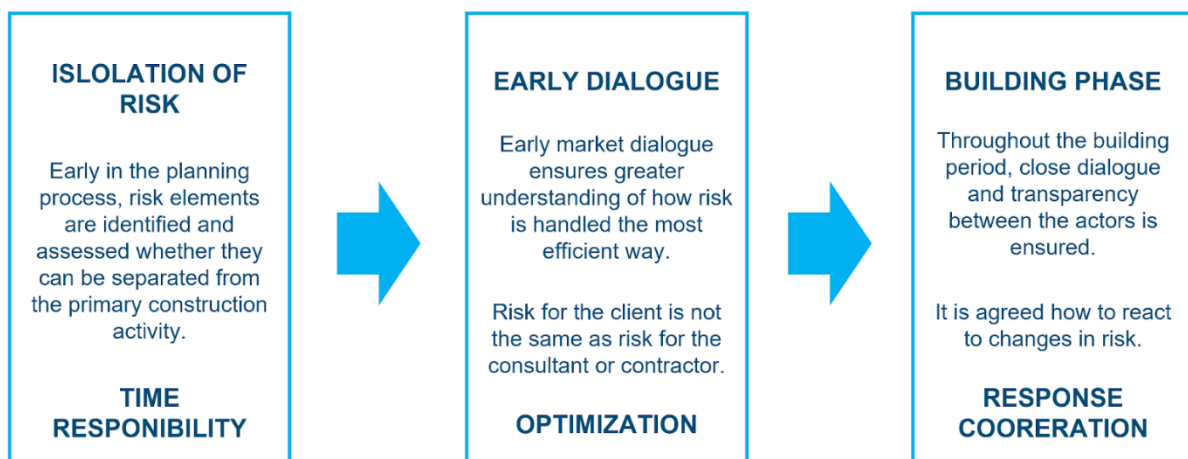 ISLOLATION OF
RISK
Early in the planning
process, risk elements
are identified and
assessed whether they
can be separated from
the primary construction
activity.
TIME
RESPONIBILITY
EARLY DIALOGUE
Early market dialogue
ensures greater
understanding of how risk
is handled the most
efficient way.
Risk for the client is not
the same as risk for the
consultant or contractor.
OPTIMIZATION
BUILDING PHASE
Throughout the building
period, close dialogue
and transparency
between the actors is
ensured.
It is agreed how to react
to changes in risk.
RESPONSE
COORERATION